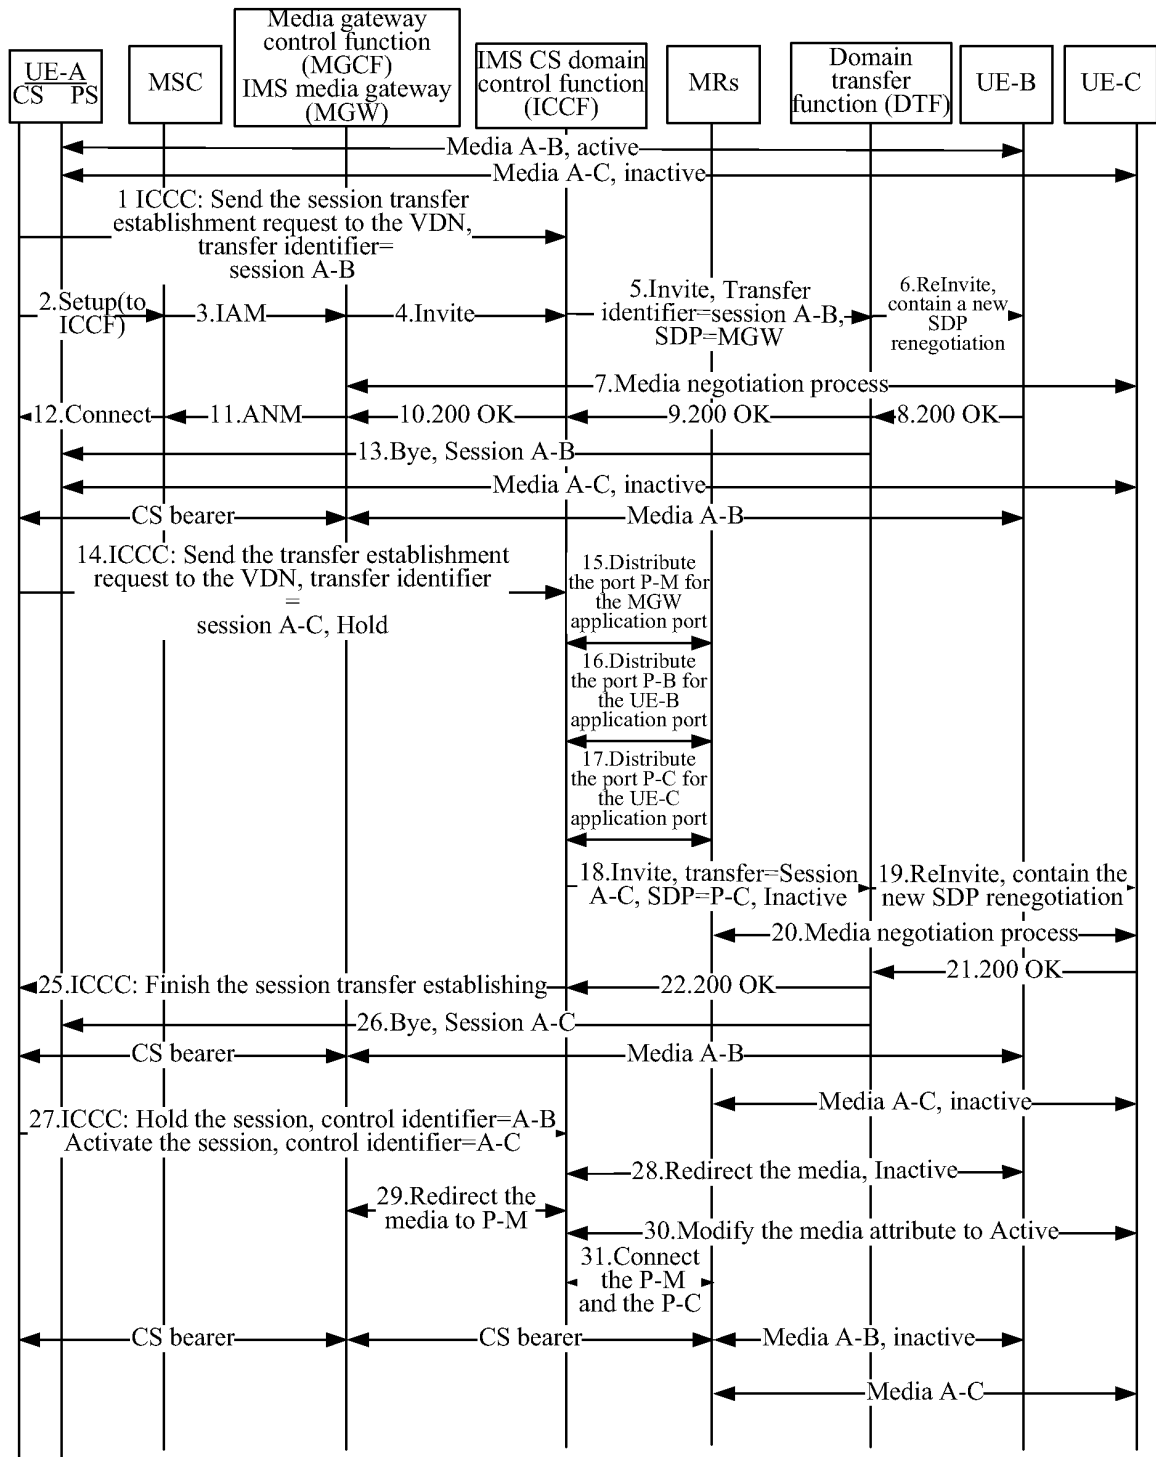 UE-A
CS PS
MSC
Media gateway
control function
(MGCF)
IMS media gateway
(MGW)
IMS CS domain
control function
(ICCF)
MRs
Domain
transfer
function (DTF)
UE-B
UE-C
Media A-B, active
Media A-C, inactive
1 ICCC: Send the session transfer
establishment request to the VDN,
transfer identifier=
session A-B
2.Setup(to
ICCF)
3.IAM
4.Invite
5.Invite, Transfer
identifier=session A-B,
SDP=MGW
6.ReInvite,
contain a new
SDP
renegotiation
7.Media negotiation process
12.Connect
11.ANM
10.200 OK
9.200 OK
8.200 OK
13.Bye, Session A-B
Media A-C, inactive
CS bearer
Media A-B
14.ICCC: Send the transfer establishment
request to the VDN, transfer identifier
=
session A-C, Hold
15.Distribute
the port P-M for
the MGW
application port
16.Distribute
the port P-B for
the UE-B
application port
17.Distribute
the port P-C for
the UE-C
application port
18.Invite, transfer=Session
A-C, SDP=P-C, Inactive
19.ReInvite, contain the
new SDP renegotiation
20.Media negotiation process
21.200 OK
25.ICCC: Finish the session transfer establishing
22.200 OK
26.Bye, Session A-C
CS bearer
Media A-B
Media A-C, inactive
27.ICCC: Hold the session, control identifier=A-B
Activate the session, control identifier=A-C
28.Redirect the media, Inactive
29.Redirect the
media to P-M
30.Modify the media attribute to Active
31.Connect
the P-M
and the P-C
CS bearer
CS bearer
Media A-B, inactive
Media A-C